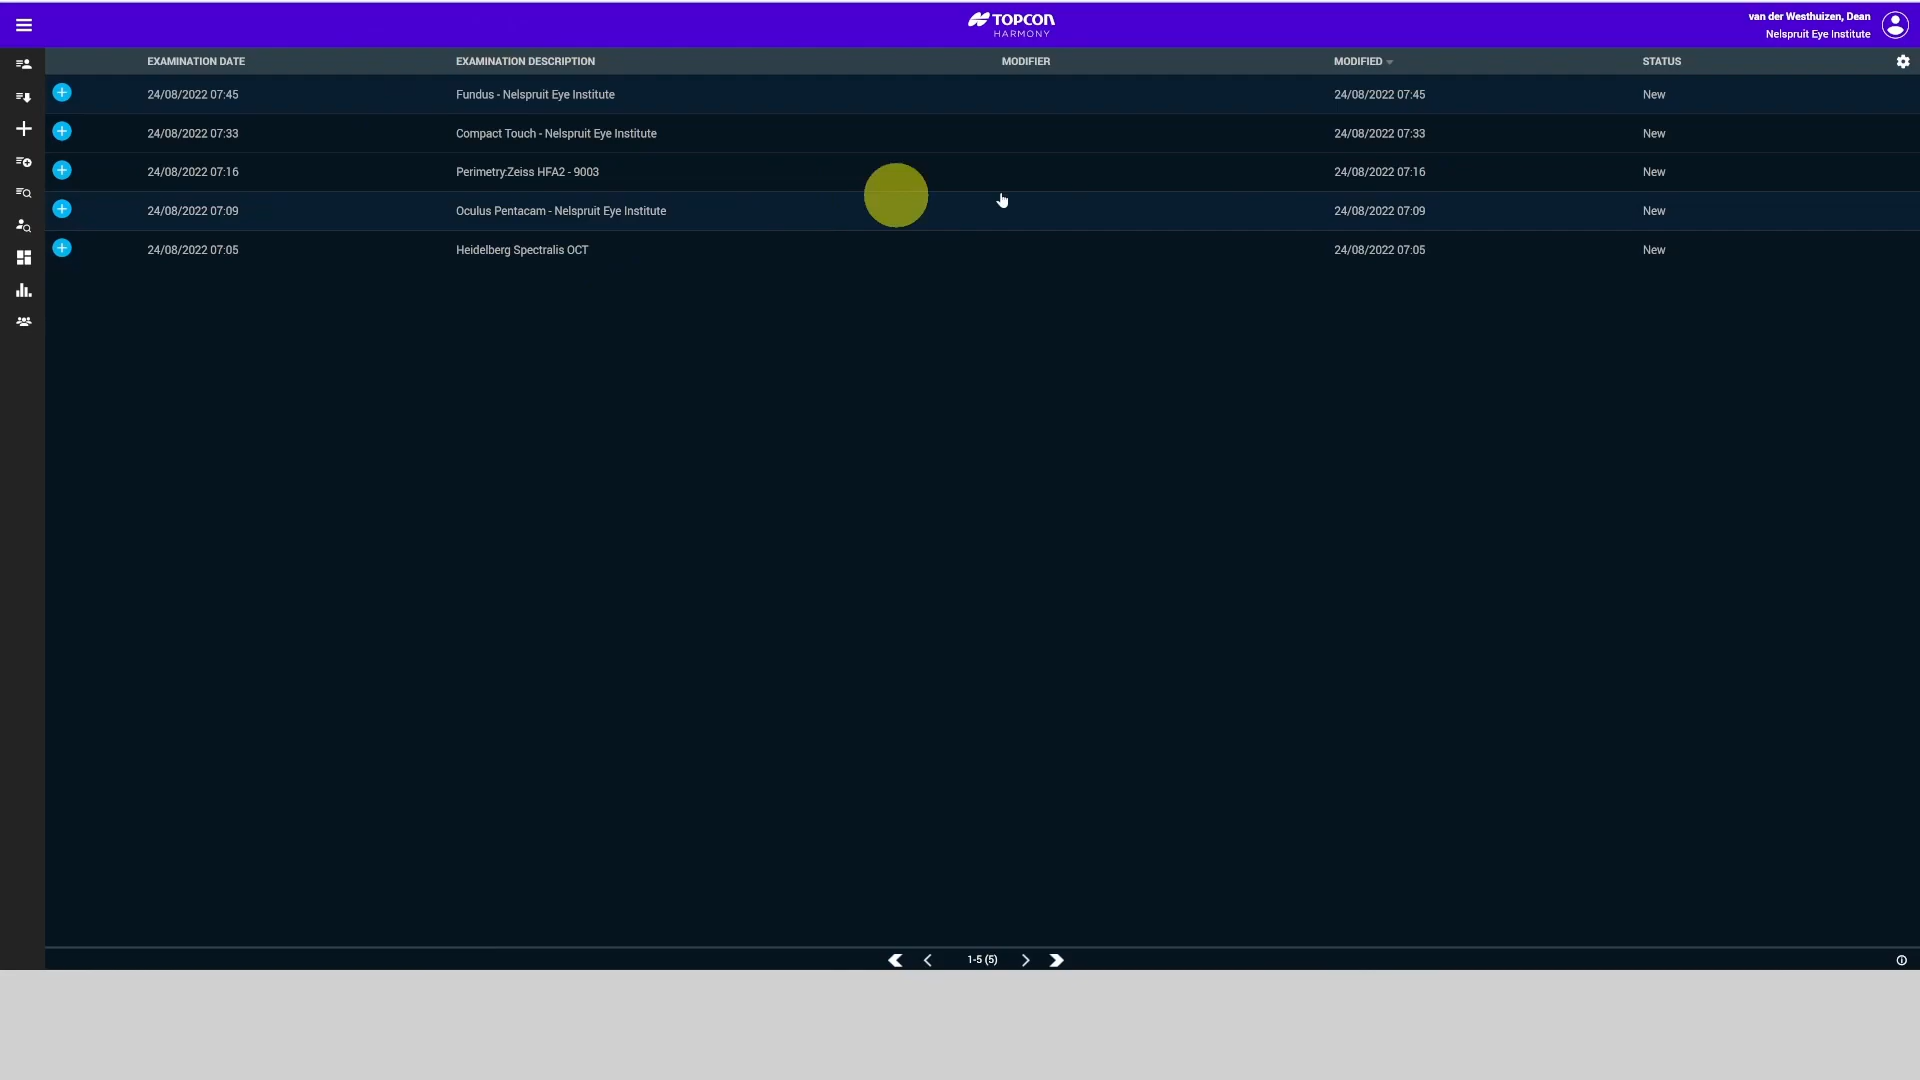 TOPCON
HARMONY
van der Westhuizen, Dean
Nelspruit Eye Institute
EXAMINATION DATE EXAMINATION DESCRIPTION MODIFIER MODIFIED STATUS
24/08/2022 07:45 Fundus - Nelspruit Eye Institute 24/08/2022 07:45 New
24/08/2022 07:33 Compact Touch - Nelspruit Eye Institute 24/08/2022 07:33 New
24/08/2022 07:16 Perimetry:Zeiss HFA2 - 9003 24/08/2022 07:16 New
24/08/2022 07:09 Oculus Pentacam - Nelspruit Eye Institute 24/08/2022 07:09 New
24/08/2022 07:05 Heidelberg Spectralis OCT 24/08/2022 07:05 New
1-5 (5)